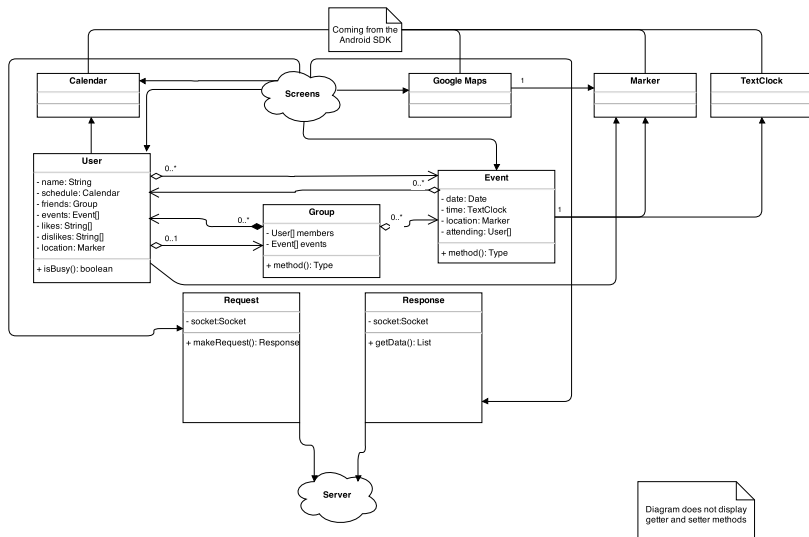 Coming from the
Android SDK
Calendar
Screens
Google Maps
1
Marker
TextClock
User
- name: String
- schedule: Calendar
- friends: Group
- events: Event[]
- likes: String[]
- dislikes: String[]
- location: Marker
+ isBusy(): boolean
0..*
0..*
0..*
0..1
Group
- User[] members
- Event[] events
+ method(): Type
0..*
Event
- date: Date
- time: TextClock
- location: Marker
- attending: User[]
+ method(): Type
1
Request
- socket:Socket
+ makeRequest(): Response
Response
- socket:Socket
+ getData(): List
Server
Diagram does not display
getter and setter methods